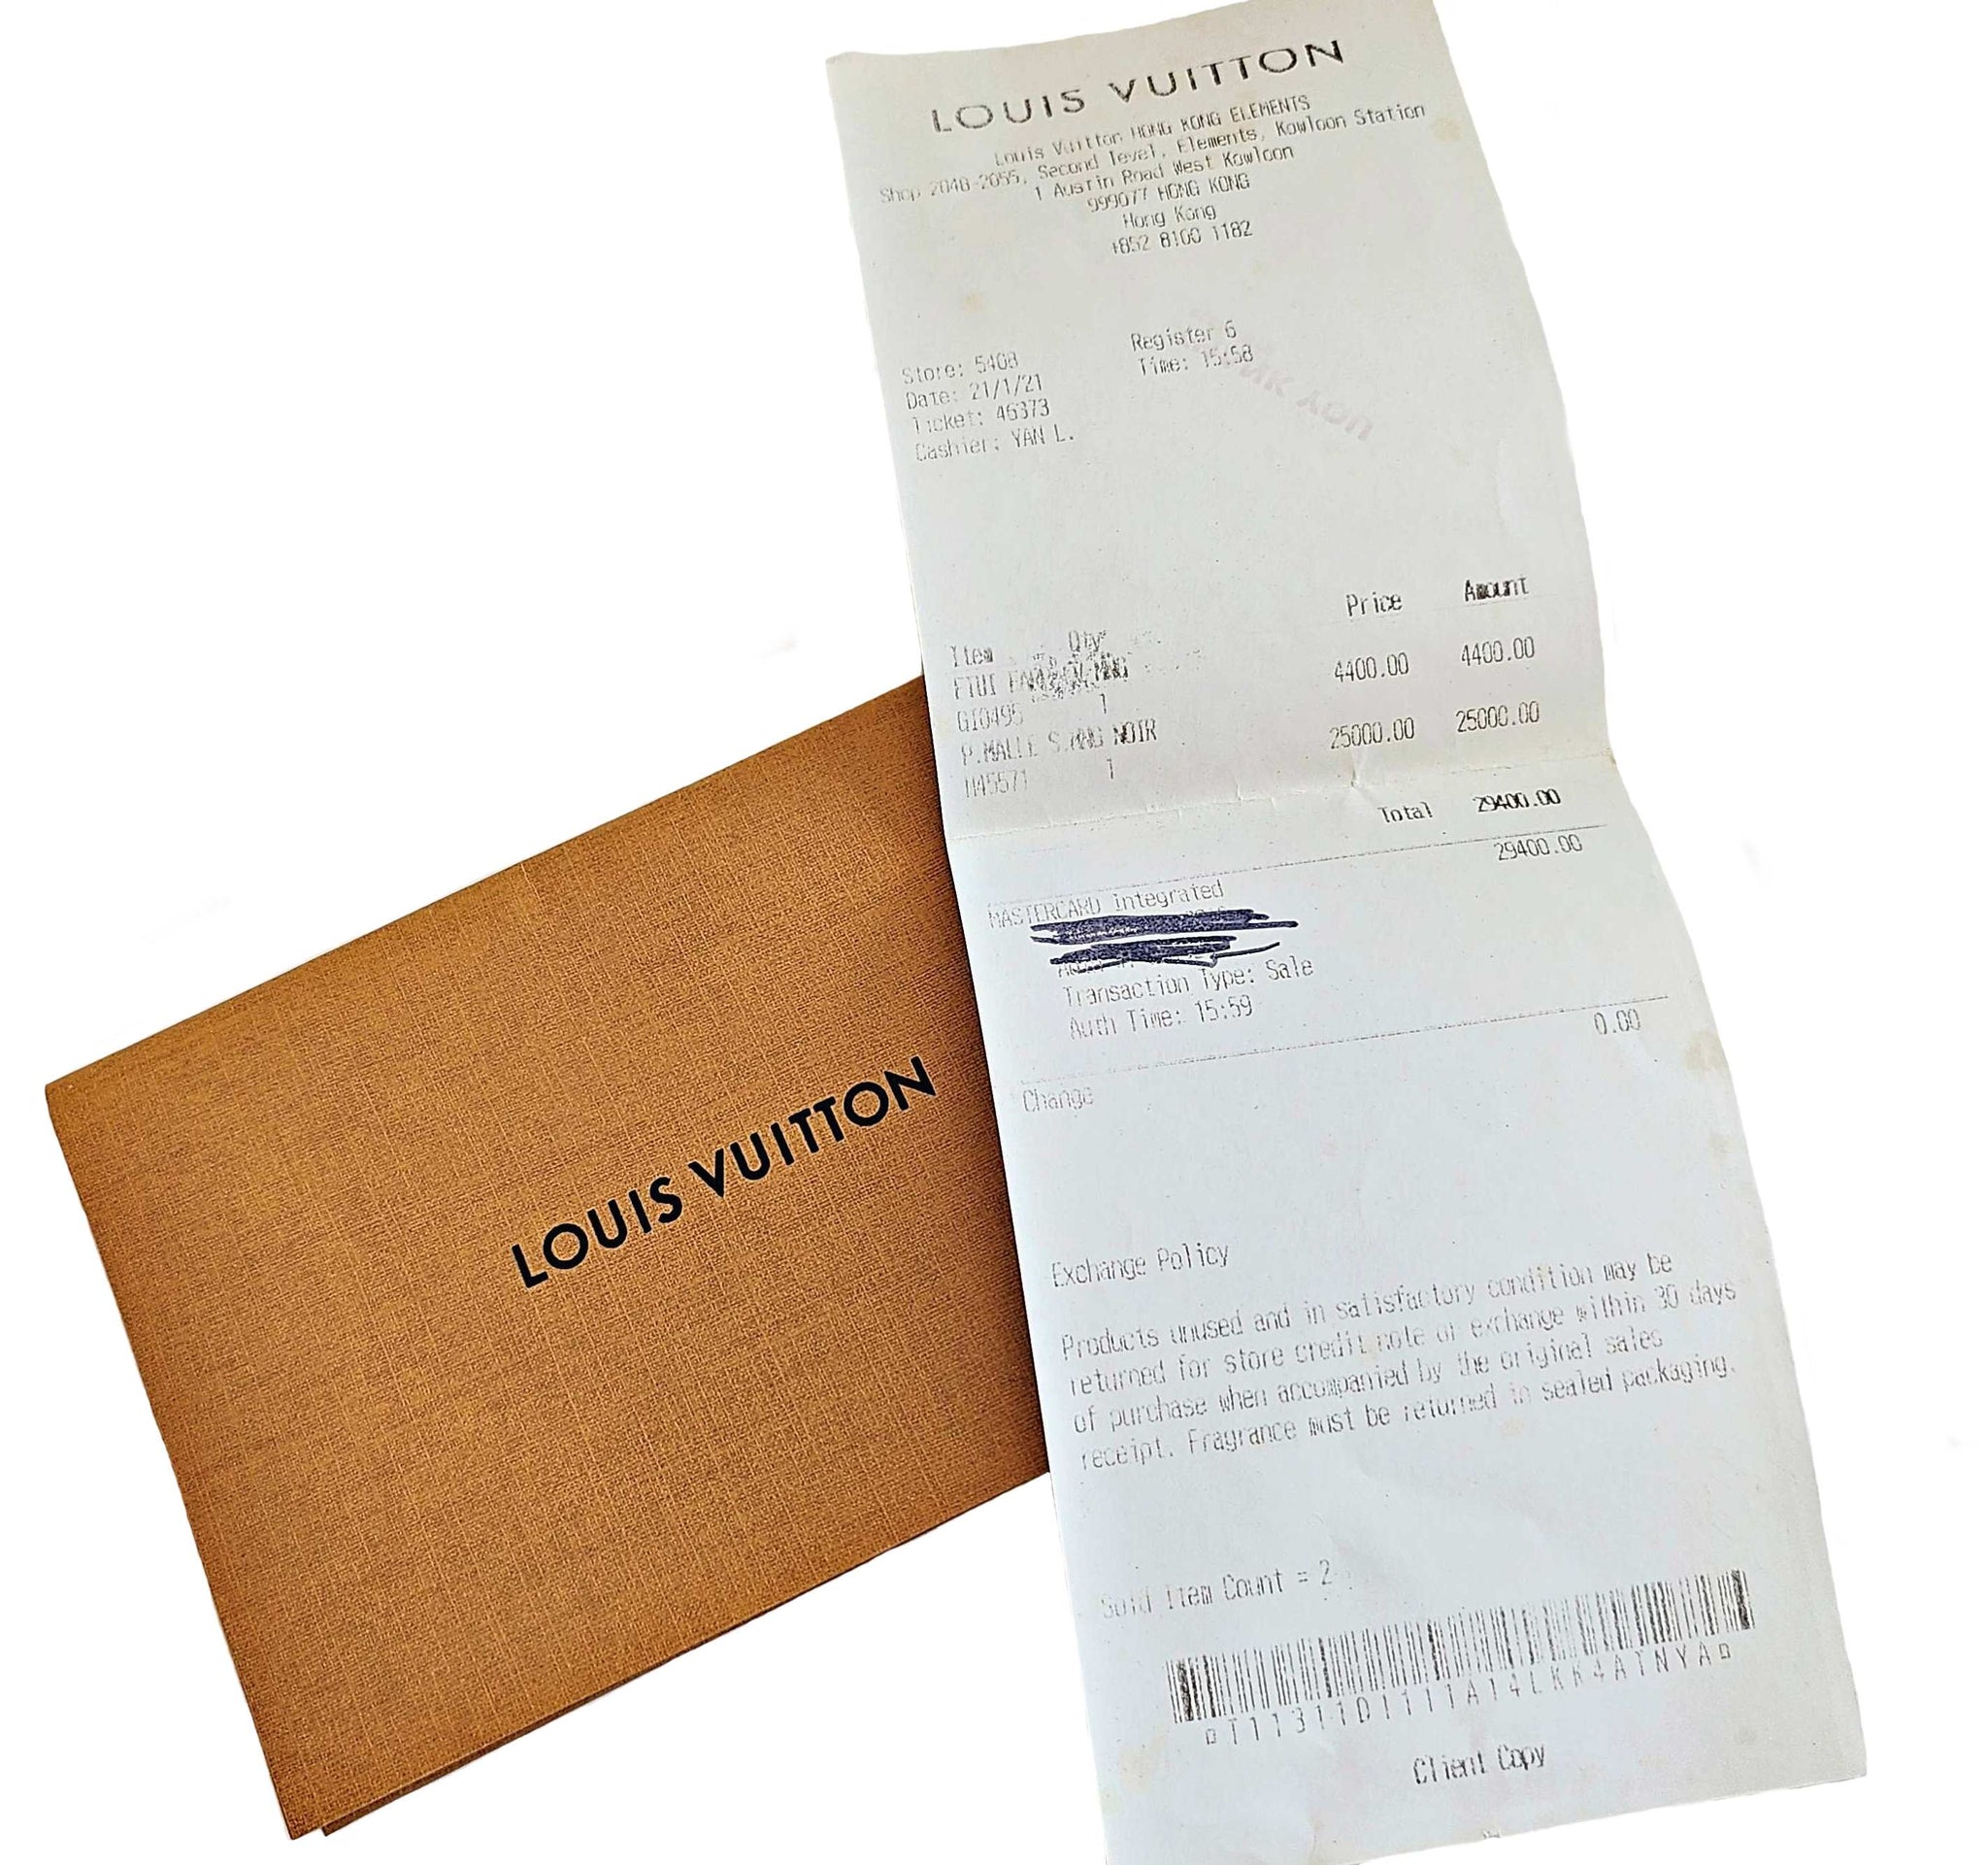 LOUIS VUITTON
Louis Vuitton HONG KONG ELEMENTS
Shop 2048-2055, Second level, Elements, Kowloon Station
1 Austin Road West Kowloon
999077 HONG KONG
Hong Kong
+852 8100 1182
Store: 5408 Register 6
Date: 21/1/21 Time: 15:58
Ticket: 46373
Cashier: YAN L.
YOU
Item Qty Price Amount
ETUI 4400.00 4400.00
GI0495 1
P.MALLE S.MNG NOIR 25000.00 25000.00
M45571 1
Total 29400.00
MASTERCARD Integrated 29400.00
Transaction Type: Sale
Auth Time: 15:59
Change 0.00
Exchange Policy
Products unused and in satisfactory condition may be
returned for store credit note or exchange within 30 days
of purchase when accompanied by the original sales
receipt. Fragrance must be returned in sealed packaging.
Sold Item Count = 2
Client Copy
LOUIS VUITTON